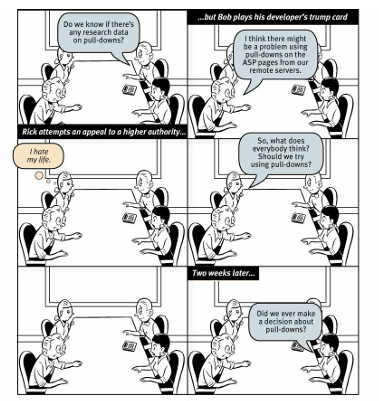 Do we know if there's
any research data
on pull-downs?
...but Bob plays his developer's trump card
I think there might
be a problem using
pull-downs on the
ASP pages from our
remote servers.
Rick attempts an appeal to a higher authority...
I hate
my life.
So, what does
everybody think?
Should we try
using pull-downs?
Two weeks later...
Did we ever make
a decision about
pull-downs?